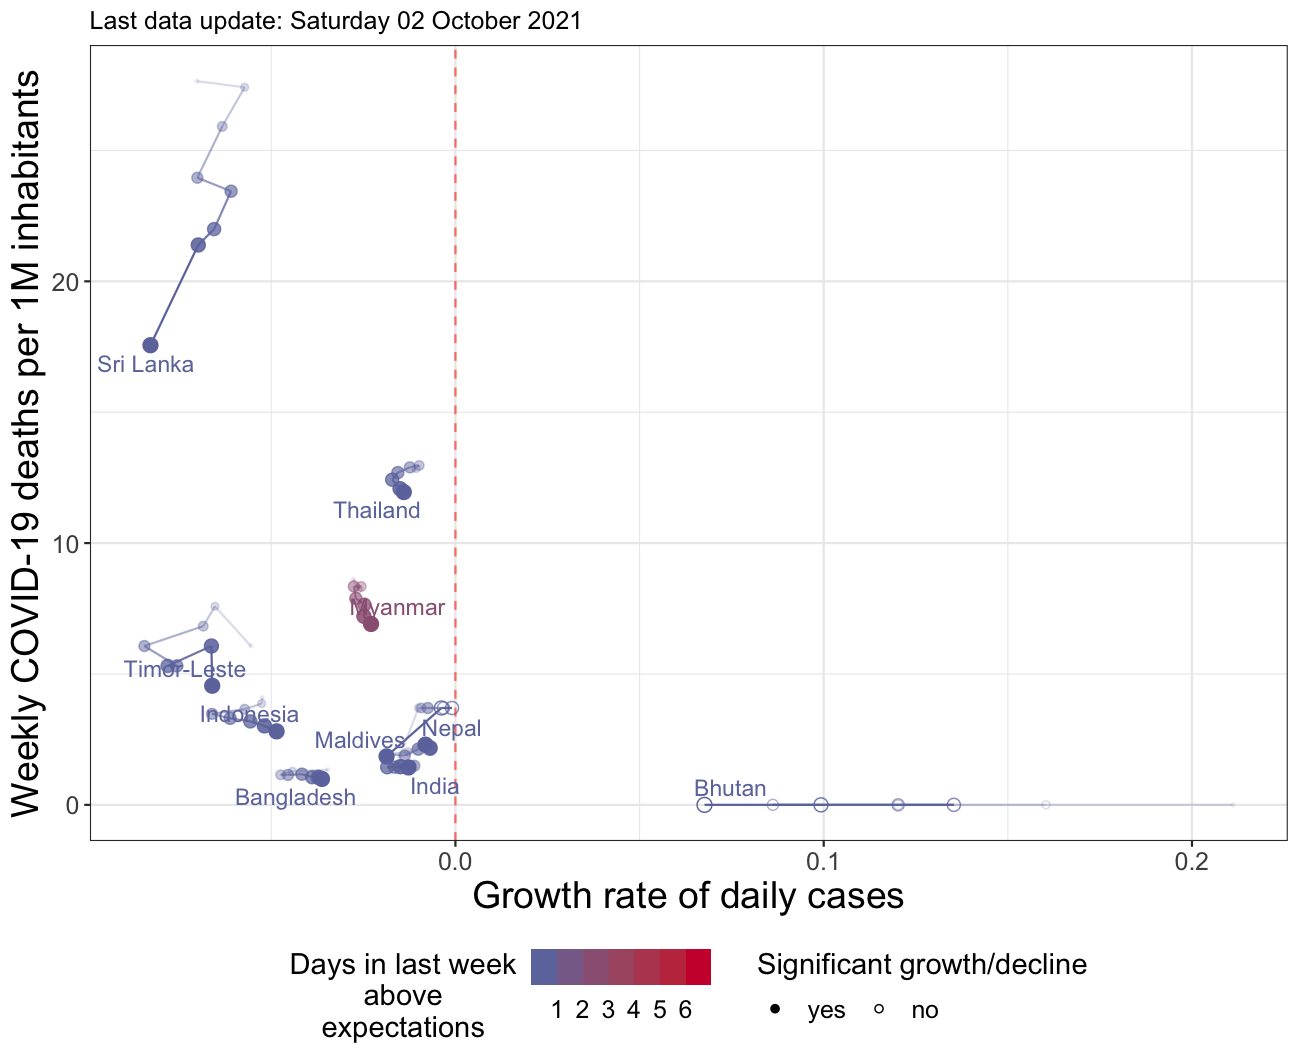 Last data update: Saturday 02 October 2021
Weekly COVID-19 deaths per 1M inhabitants
20
10
0
Sri Lanka
Thailand
Myanmar
Timor-Leste
Indonesia
Nepal
Maldives
India
Bangladesh
Bhutan
0.0
0.1
0.2
Growth rate of daily cases
Days in last week
above
expectations
1 2 3 4 5 6
Significant growth/decline
yes
no